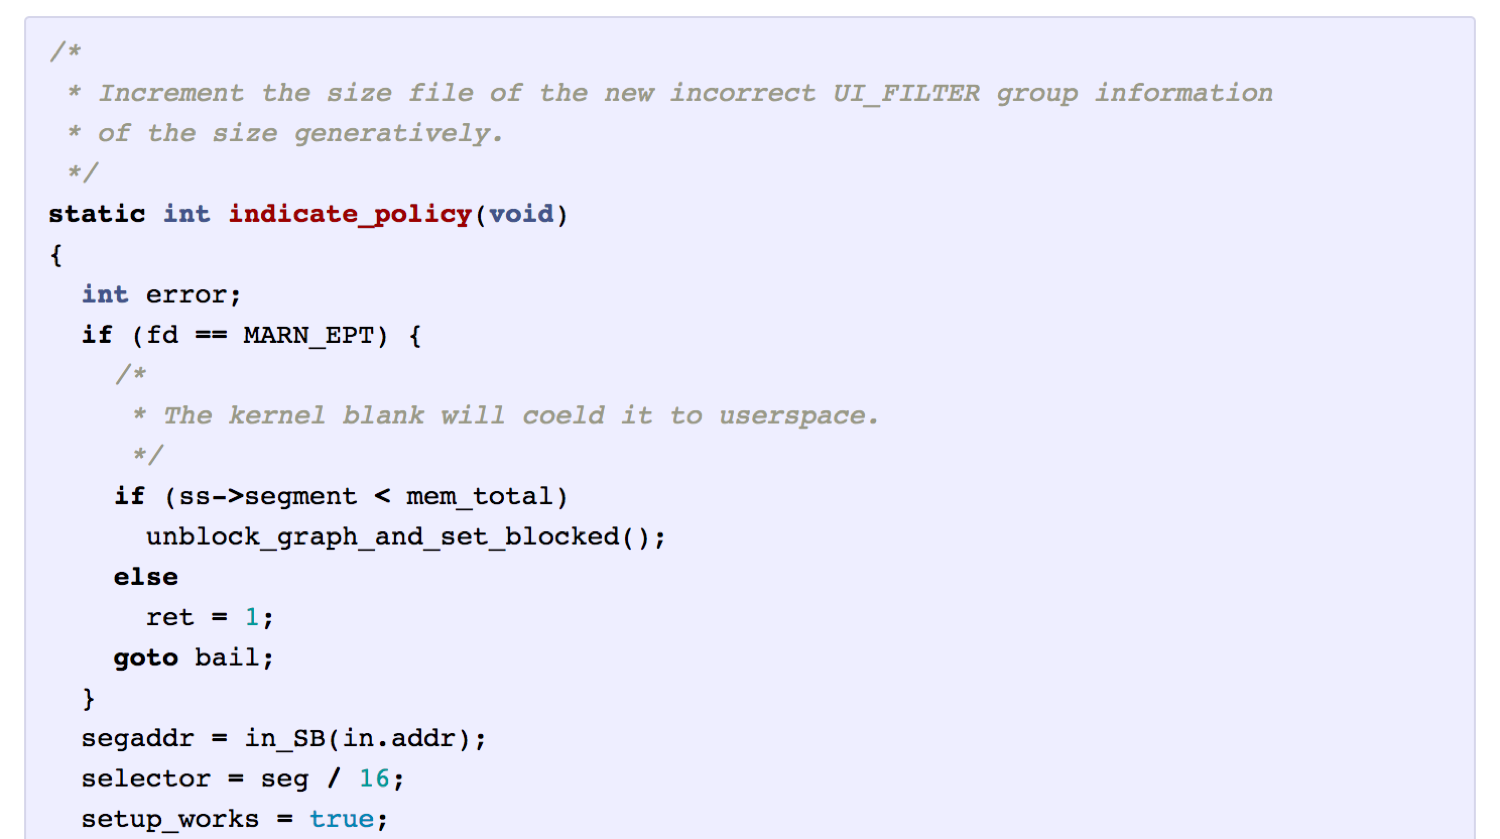 /*
 * Increment the size file of the new incorrect UI_FILTER group information
 * of the size generatively.
 */
static int indicate_policy(void)
{
  int error;
  if (fd == MARN_EPT) {
    /*
     * The kernel blank will coeld it to userspace.
     */
    if (ss->segment < mem_total)
      unblock_graph_and_set_blocked();
    else
      ret = 1;
    goto bail;
  }
  segaddr = in_SB(in.addr);
  selector = seg / 16;
  setup_works = true;